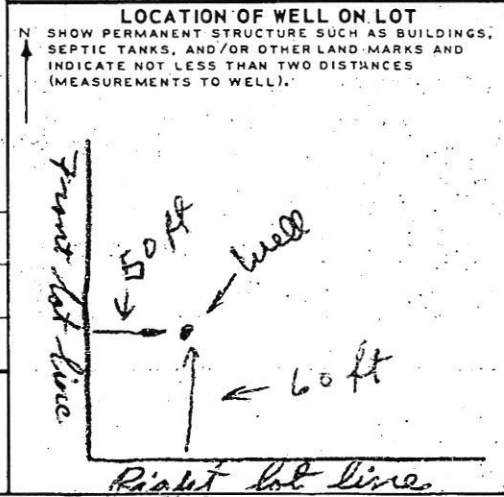 LOCATION OF WELL ON LOT
N
SHOW PERMANENT STRUCTURE SUCH AS BUILDINGS,
SEPTIC TANKS, AND/OR OTHER LAND MARKS AND
INDICATE NOT LESS THAN TWO DISTANCES
(MEASUREMENTS TO WELL).
Front lot line
50 ft
Well
60 ft
Right lot line